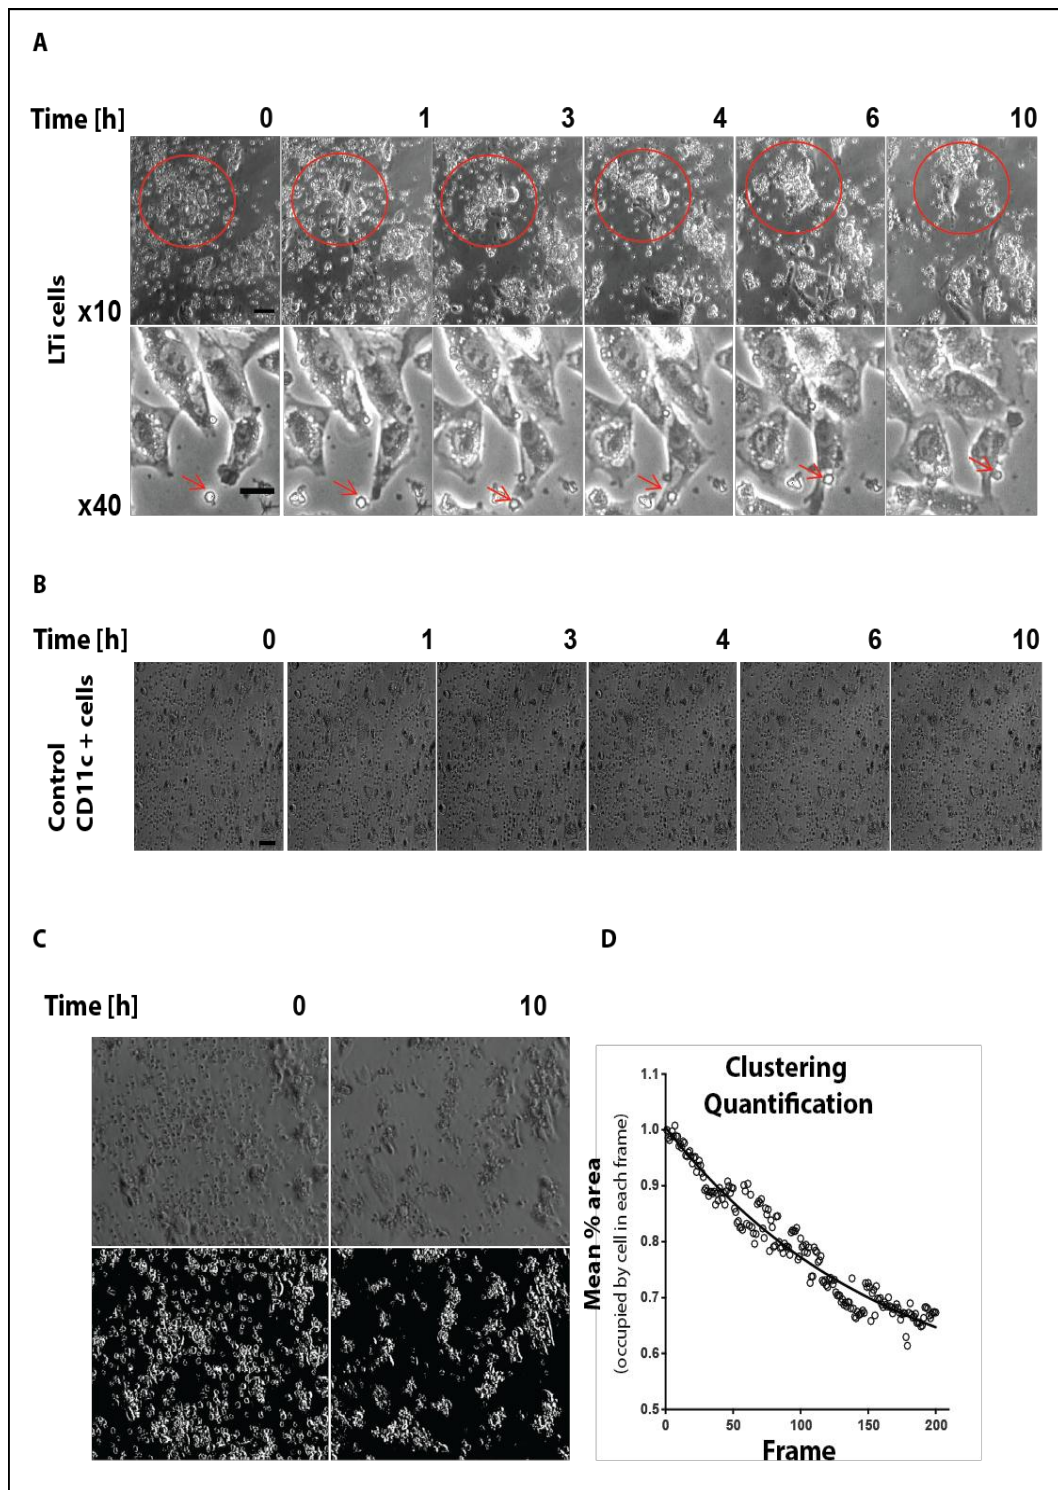 A
Time [h] 0 1 3 4 6 10
LTi cells
x10
x40
B
Time [h] 0 1 3 4 6 10
Control
CD11c + cells
C
Time [h] 0 10
D
Clustering
Quantification
Mean % area
(occupied by cell in each frame)
1.1
1.0
0.9
0.8
0.7
0.6
0.5
0 50 100 150 200
Frame